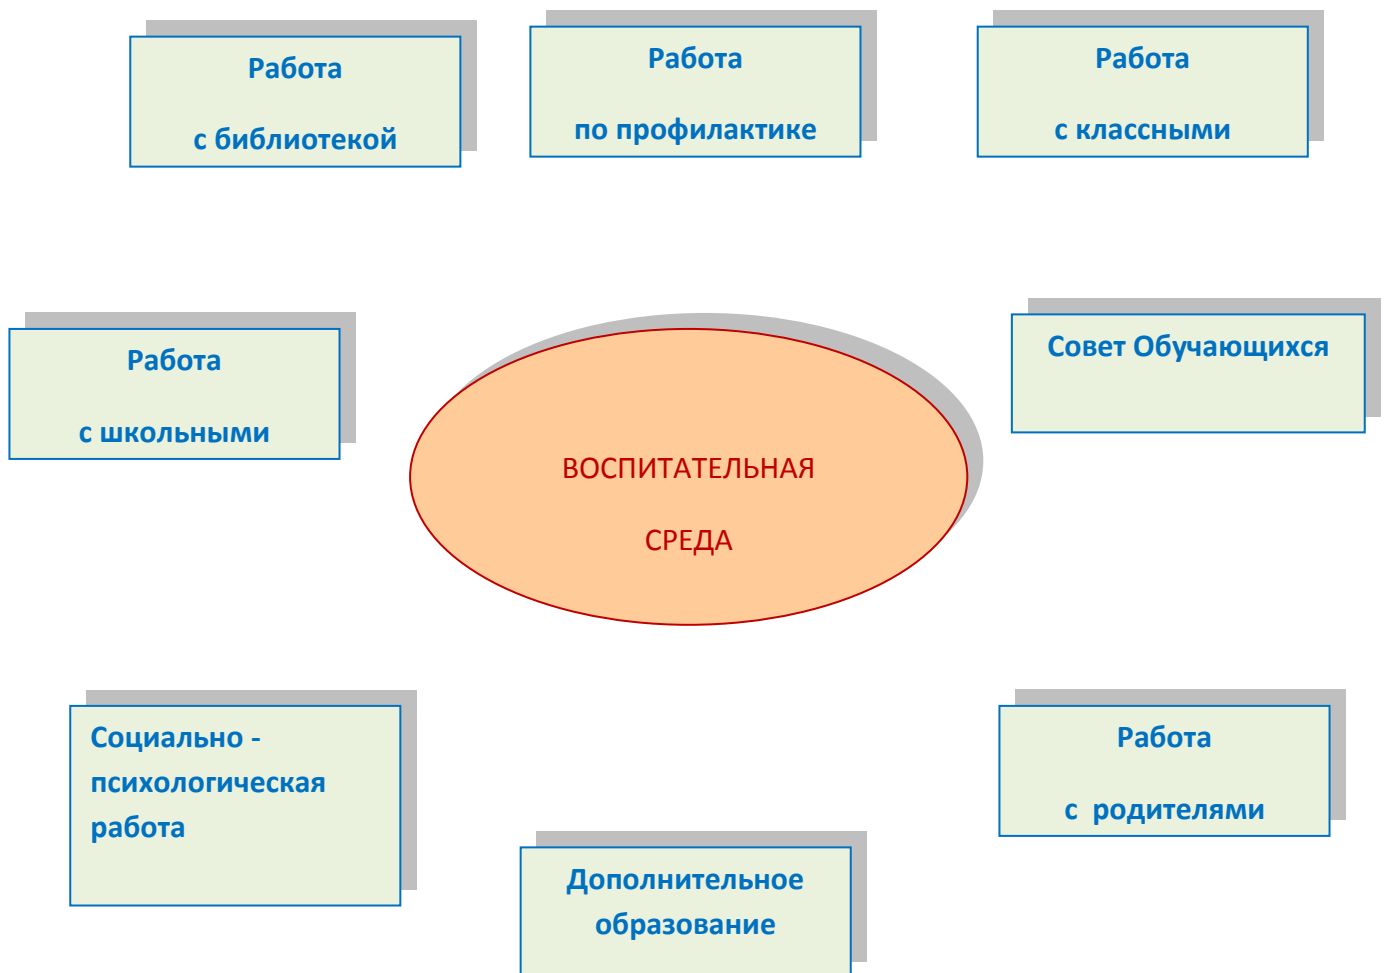 Работа
с библиотекой
Работа
по профилактике
Работа
с классными
Работа
с школьными
ВОСПИТАТЕЛЬНАЯ
СРЕДА
Совет Обучающихся
Социально -
психологическая
работа
Дополнительное
образование
Работа
с  родителями